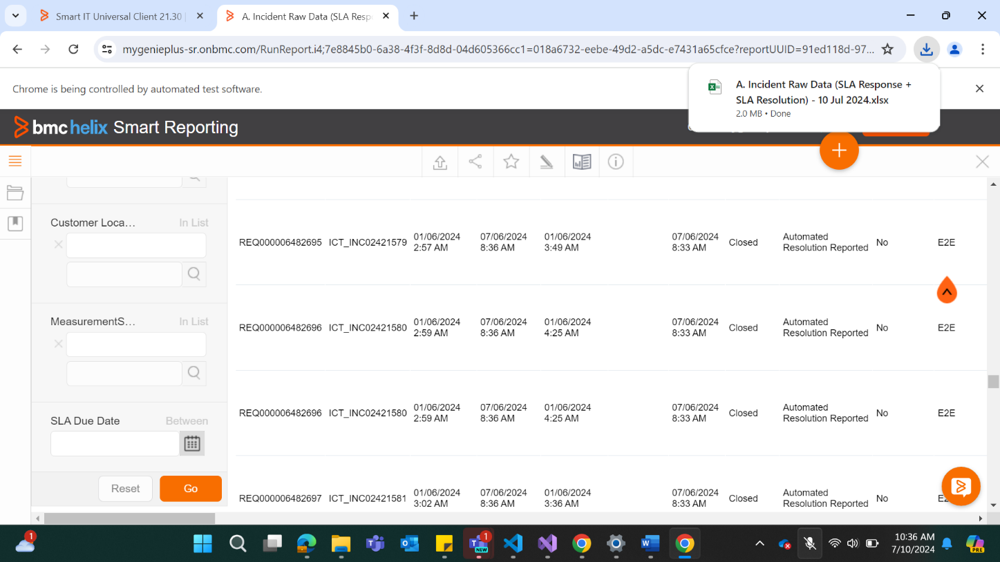 Smart IT Universal Client 21.30
A. Incident Raw Data (SLA Resp
mygenieplus-sr.onbmc.com/RunReport.i4;7e8845b0-6a38-4f3f-8d8d-04d605366cc1=018a6732-eebe-49d2-a5dc-e7431a65cfce?reportUUID=91ed118d-97...
Chrome is being controlled by automated test software.
A. Incident Raw Data (SLA Response +
SLA Resolution) - 10 Jul 2024.xlsx
2.0 MB • Done
bmc helix Smart Reporting
Customer Loca... In List
MeasurementS... In List
SLA Due Date Between
Reset Go
REQ000006482695 ICT_INC02421579 01/06/2024 2:57 AM 07/06/2024 8:36 AM 01/06/2024 3:49 AM 07/06/2024 8:33 AM Closed Automated Resolution Reported No E2E
REQ000006482696 ICT_INC02421580 01/06/2024 2:59 AM 07/06/2024 8:36 AM 01/06/2024 4:25 AM 07/06/2024 8:33 AM Closed Automated Resolution Reported No E2E
REQ000006482696 ICT_INC02421580 01/06/2024 2:59 AM 07/06/2024 8:36 AM 01/06/2024 4:25 AM 07/06/2024 8:33 AM Closed Automated Resolution Reported No E2E
REQ000006482697 ICT_INC02421581 01/06/2024 3:02 AM 07/06/2024 8:36 AM 01/06/2024 3:36 AM 07/06/2024 8:33 AM Closed Automated Resolution Reported No
1
1
NEW
10:36 AM
7/10/2024
PRE